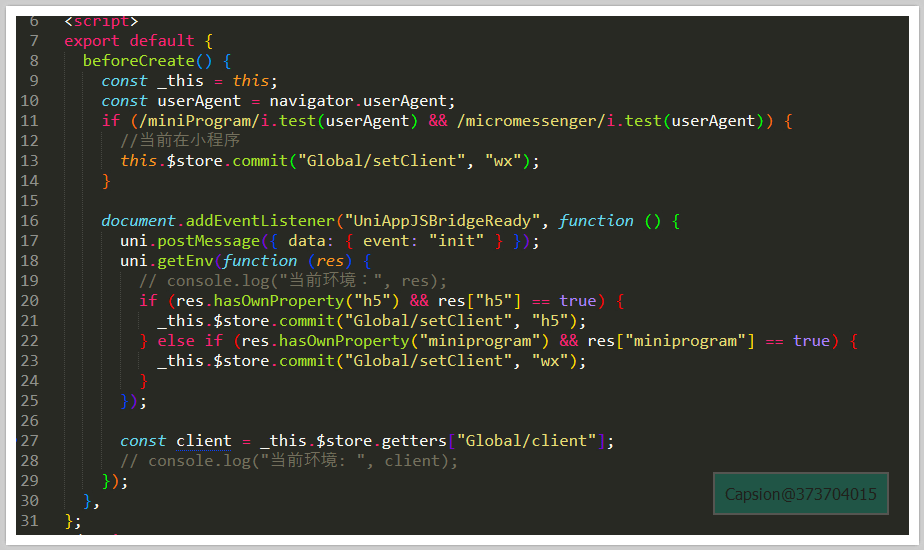 6 <script>
7 export default {
8 beforeCreate() {
9 const _this = this;
10 const userAgent = navigator.userAgent;
11 if (/miniProgram/i.test(userAgent) && /micromessenger/i.test(userAgent)) {
12 //当前在小程序
13 this.$store.commit("Global/setClient", "wx");
14 }
15
16 document.addEventListener("UniAppJSBridgeReady", function () {
17 uni.postMessage({ data: { event: "init" } });
18 uni.getEnv(function (res) {
19 // console.log("当前环境：", res);
20 if (res.hasOwnProperty("h5") && res["h5"] == true) {
21 _this.$store.commit("Global/setClient", "h5");
22 } else if (res.hasOwnProperty("miniprogram") && res["miniprogram"] == true) {
23 _this.$store.commit("Global/setClient", "wx");
24 }
25 });
26
27 const client = _this.$store.getters["Global/client"];
28 // console.log("当前环境: ", client);
29 });
30 },
31 };
Capsion@373704015